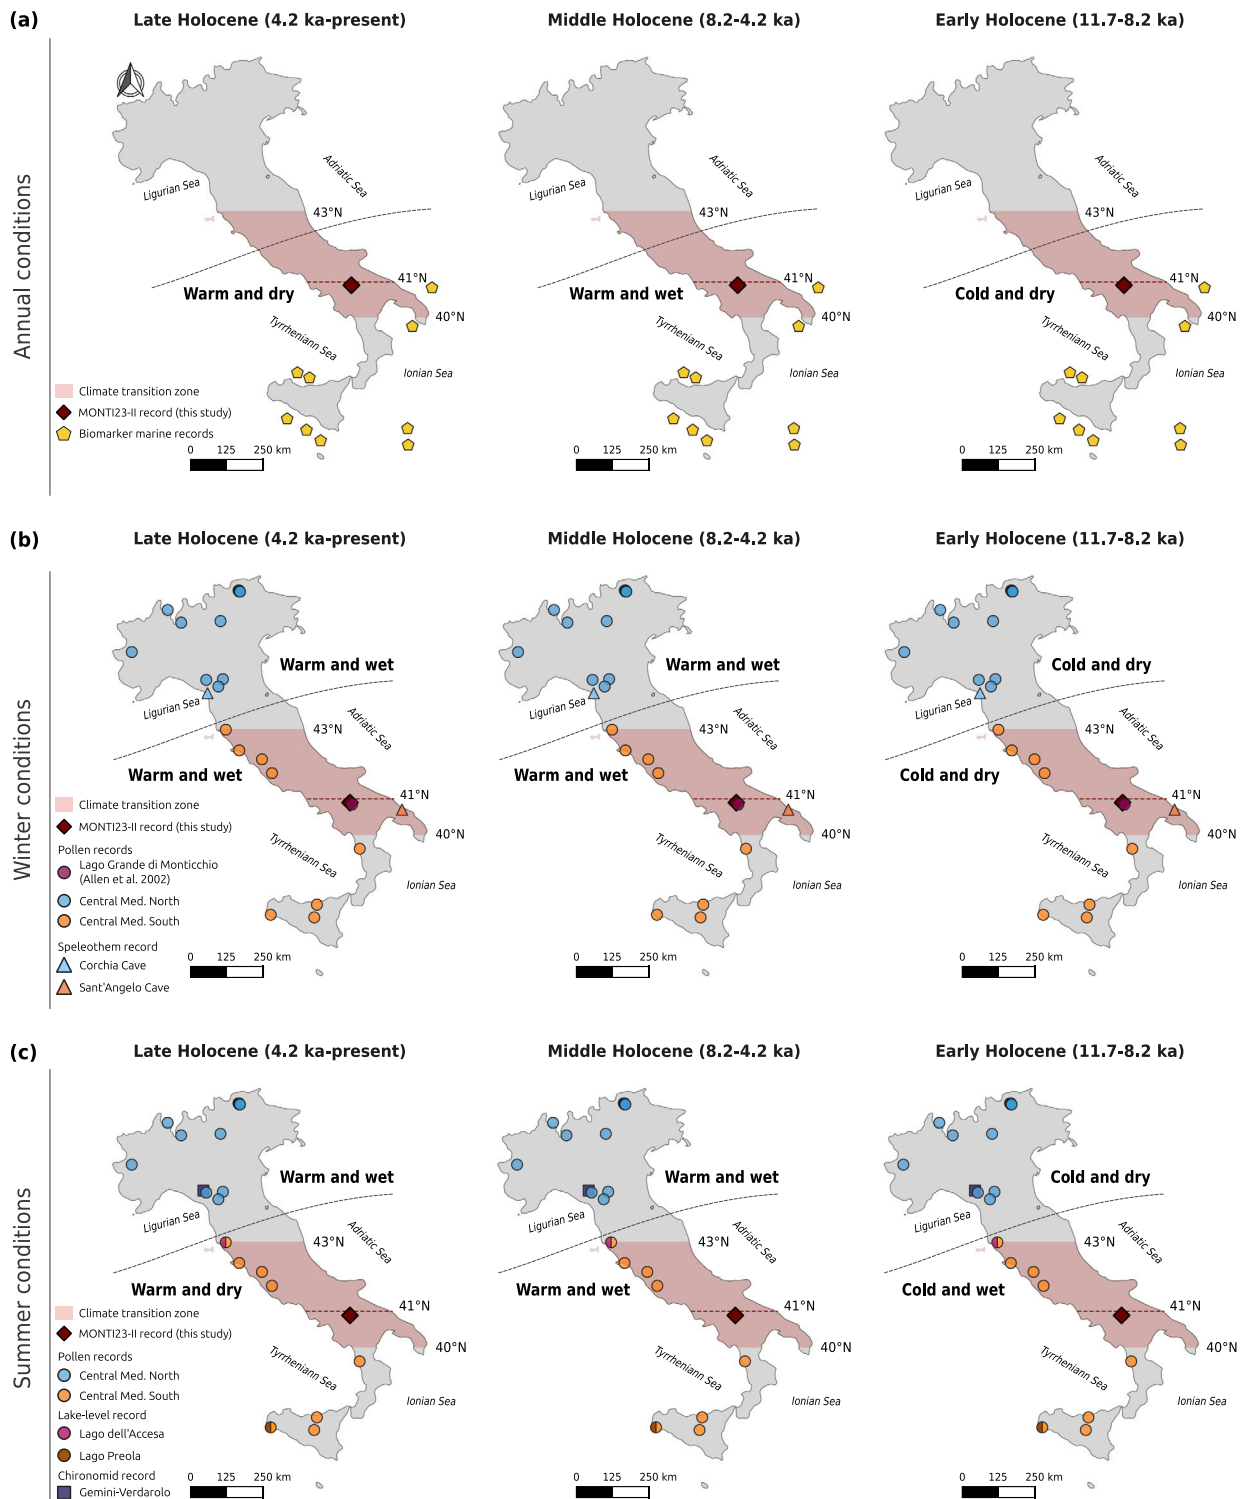 (a)
Late Holocene (4.2 ka-present)
Middle Holocene (8.2-4.2 ka)
Early Holocene (11.7-8.2 ka)
Annual conditions
Adriatic Sea
Ligurian Sea
43°N
41°N
Warm and dry
40°N
Tyrrheniann Sea
Ionian Sea
Adriatic Sea
Ligurian Sea
43°N
41°N
Warm and wet
40°N
Tyrrheniann Sea
Ionian Sea
Adriatic Sea
Ligurian Sea
43°N
41°N
Cold and dry
40°N
Tyrrheniann Sea
Ionian Sea
Climate transition zone
MONTI23-II record (this study)
Biomarker marine records
0 125 250 km
0 125 250 km
0 125 250 km
(b)
Late Holocene (4.2 ka-present)
Middle Holocene (8.2-4.2 ka)
Early Holocene (11.7-8.2 ka)
Winter conditions
Warm and wet
Ligurian Sea
Adriatic Sea
43°N
Warm and wet
41°N
40°N
Tyrrheniann Sea
Ionian Sea
Warm and wet
Ligurian Sea
Adriatic Sea
43°N
Warm and wet
41°N
40°N
Tyrrheniann Sea
Ionian Sea
Cold and dry
Ligurian Sea
Adriatic Sea
43°N
Cold and dry
41°N
40°N
Tyrrheniann Sea
Ionian Sea
Climate transition zone
MONTI23-II record (this study)
Pollen records
Lago Grande di Monticchio
(Allen et al. 2002)
Central Med. North
Central Med. South
Speleothem record
Corchia Cave
Sant'Angelo Cave
0 125 250 km
0 125 250 km
0 125 250 km
(c)
Late Holocene (4.2 ka-present)
Middle Holocene (8.2-4.2 ka)
Early Holocene (11.7-8.2 ka)
Summer conditions
Warm and wet
Ligurian Sea
Adriatic Sea
43°N
Warm and dry
41°N
40°N
Tyrrheniann Sea
Ionian Sea
Warm and wet
Ligurian Sea
Adriatic Sea
43°N
Warm and wet
41°N
40°N
Tyrrheniann Sea
Ionian Sea
Cold and dry
Ligurian Sea
Adriatic Sea
43°N
Cold and wet
41°N
40°N
Tyrrheniann Sea
Ionian Sea
Climate transition zone
MONTI23-II record (this study)
Pollen records
Central Med. North
Central Med. South
Lake-level record
Lago dell'Accesa
Lago Preola
Chironomid record
Gemini-Verdarolo
0 125 250 km
0 125 250 km
0 125 250 km